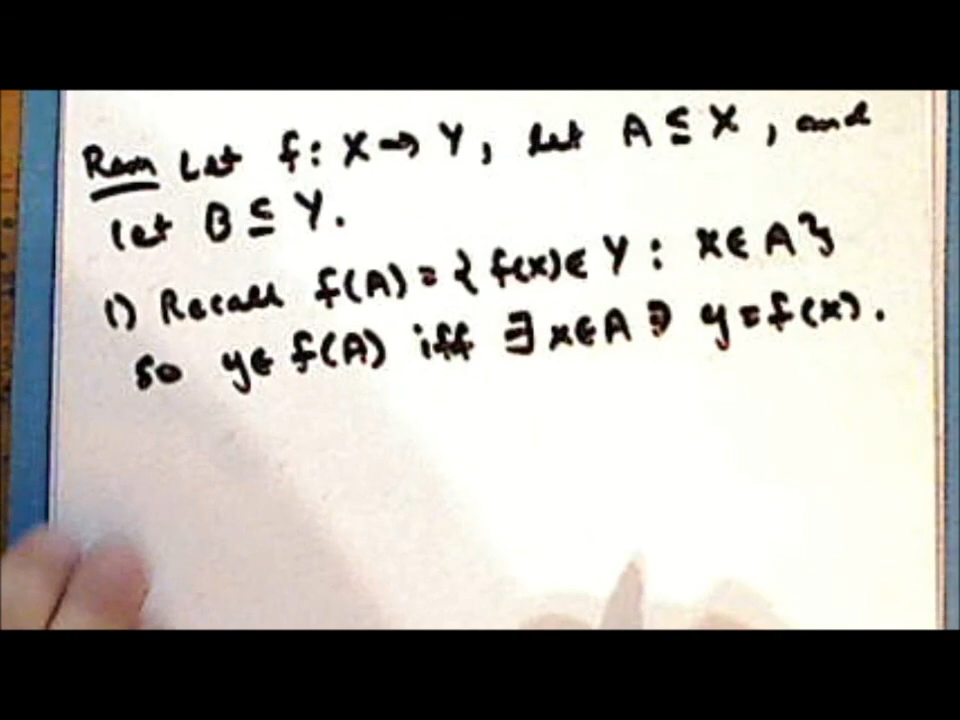 Rem Let f: X → Y, let A ⊆ X, and
let B ⊆ Y.
1) Recall f(A) = { f(x) ∈ Y : x ∈ A }
So y ∈ f(A) iff ∃ x ∈ A ∋ y = f(x).